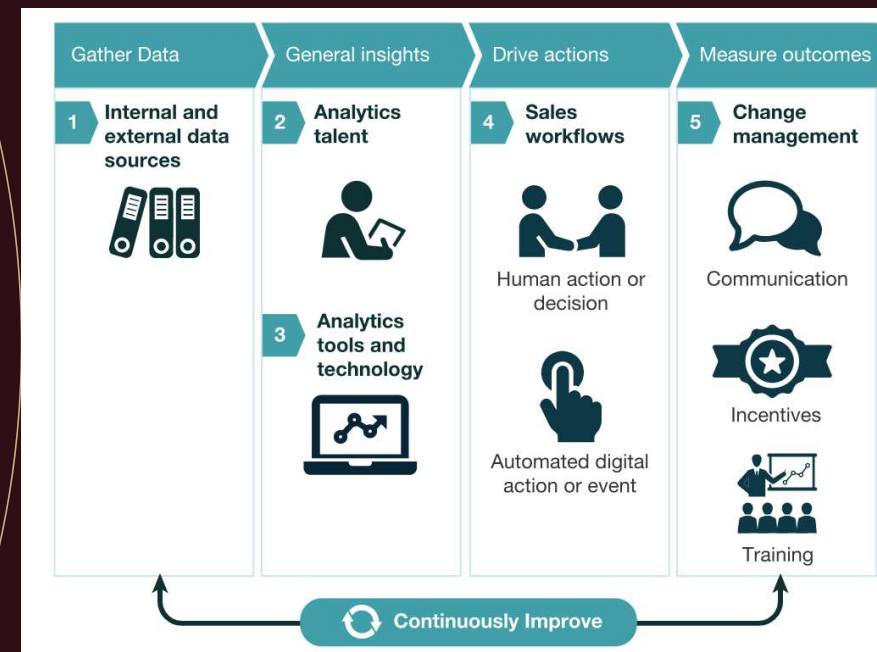 Gather Data
General insights
Drive actions
Measure outcomes
1
Internal and
external data
sources
2
Analytics
talent
3
Analytics
tools and
technology
4
Sales
workflows
Human action or
decision
Automated digital
action or event
5
Change
management
Communication
Incentives
Training
Continuously Improve